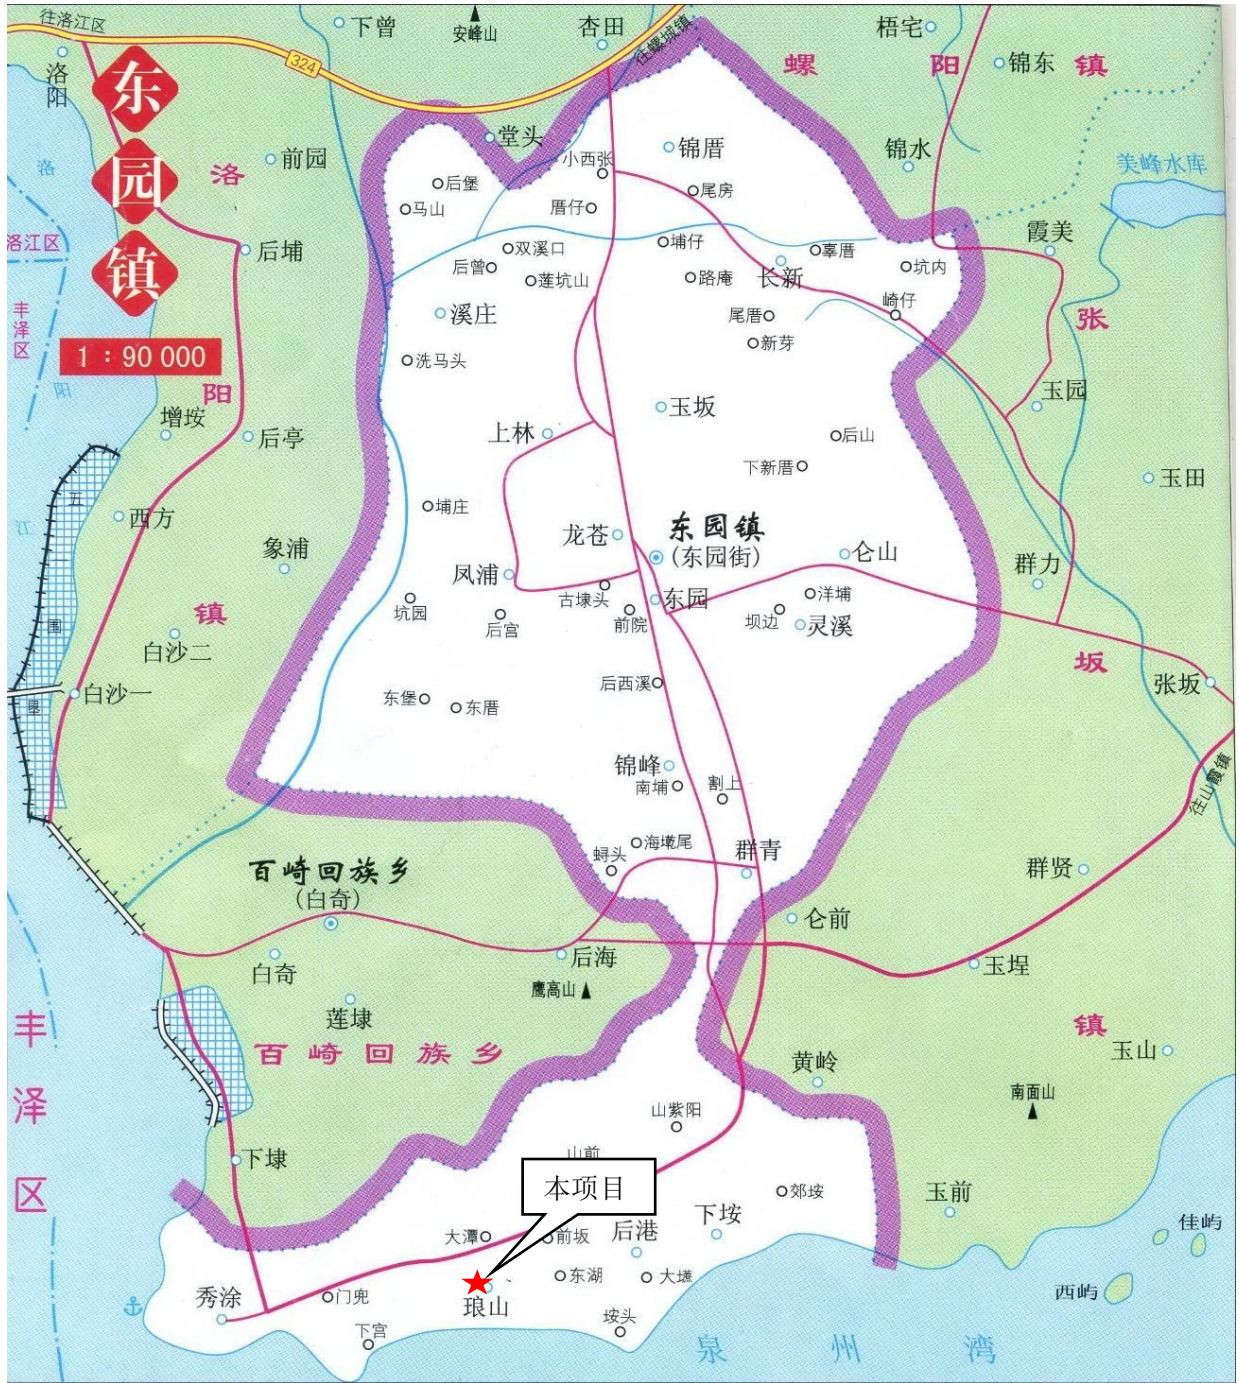 往洛江区
下曾
安峰山
杏田
往螺城镇
梧宅
螺阳镇
锦东
洛阳
324
东园镇
堂头
锦厝
锦水
美峰水库
前园
小西张
后堡
尾房
马山
厝仔
洛
洛江区
后埔
双溪口
埔仔
辜厝
霞美
后曾
莲坑山
路庵
长新
坑内
丰泽区
溪庄
尾厝
崎仔
张
1：90 000
洗马头
新芽
阳
阳
玉园
增垵
玉坂
后亭
上林
后山
下新厝
玉田
五
埔庄
西方
江
龙苍
东园镇
(东园街)
仑山
象浦
凤浦
群力
古埭头
东园
洋埔
坑园
镇
后宫
前院
坝边
灵溪
围
白沙二
坂
后西溪
张坂
白沙一
东堡
东厝
垦
锦峰
南埔
割上
往山霞镇
海墘尾
群青
蟳头
百崎回族乡
(白奇)
群贤
仑前
白奇
后海
玉埕
鹰高山
莲埭
丰泽区
百崎回族乡
镇
玉山
黄岭
南面山
山紫阳
下埭
山前
本项目
郊垵
玉前
下垵
佳屿
大潭
前坂
后港
东湖
大墥
西屿
秀涂
门兜
琅山
垵头
下宫
泉州湾